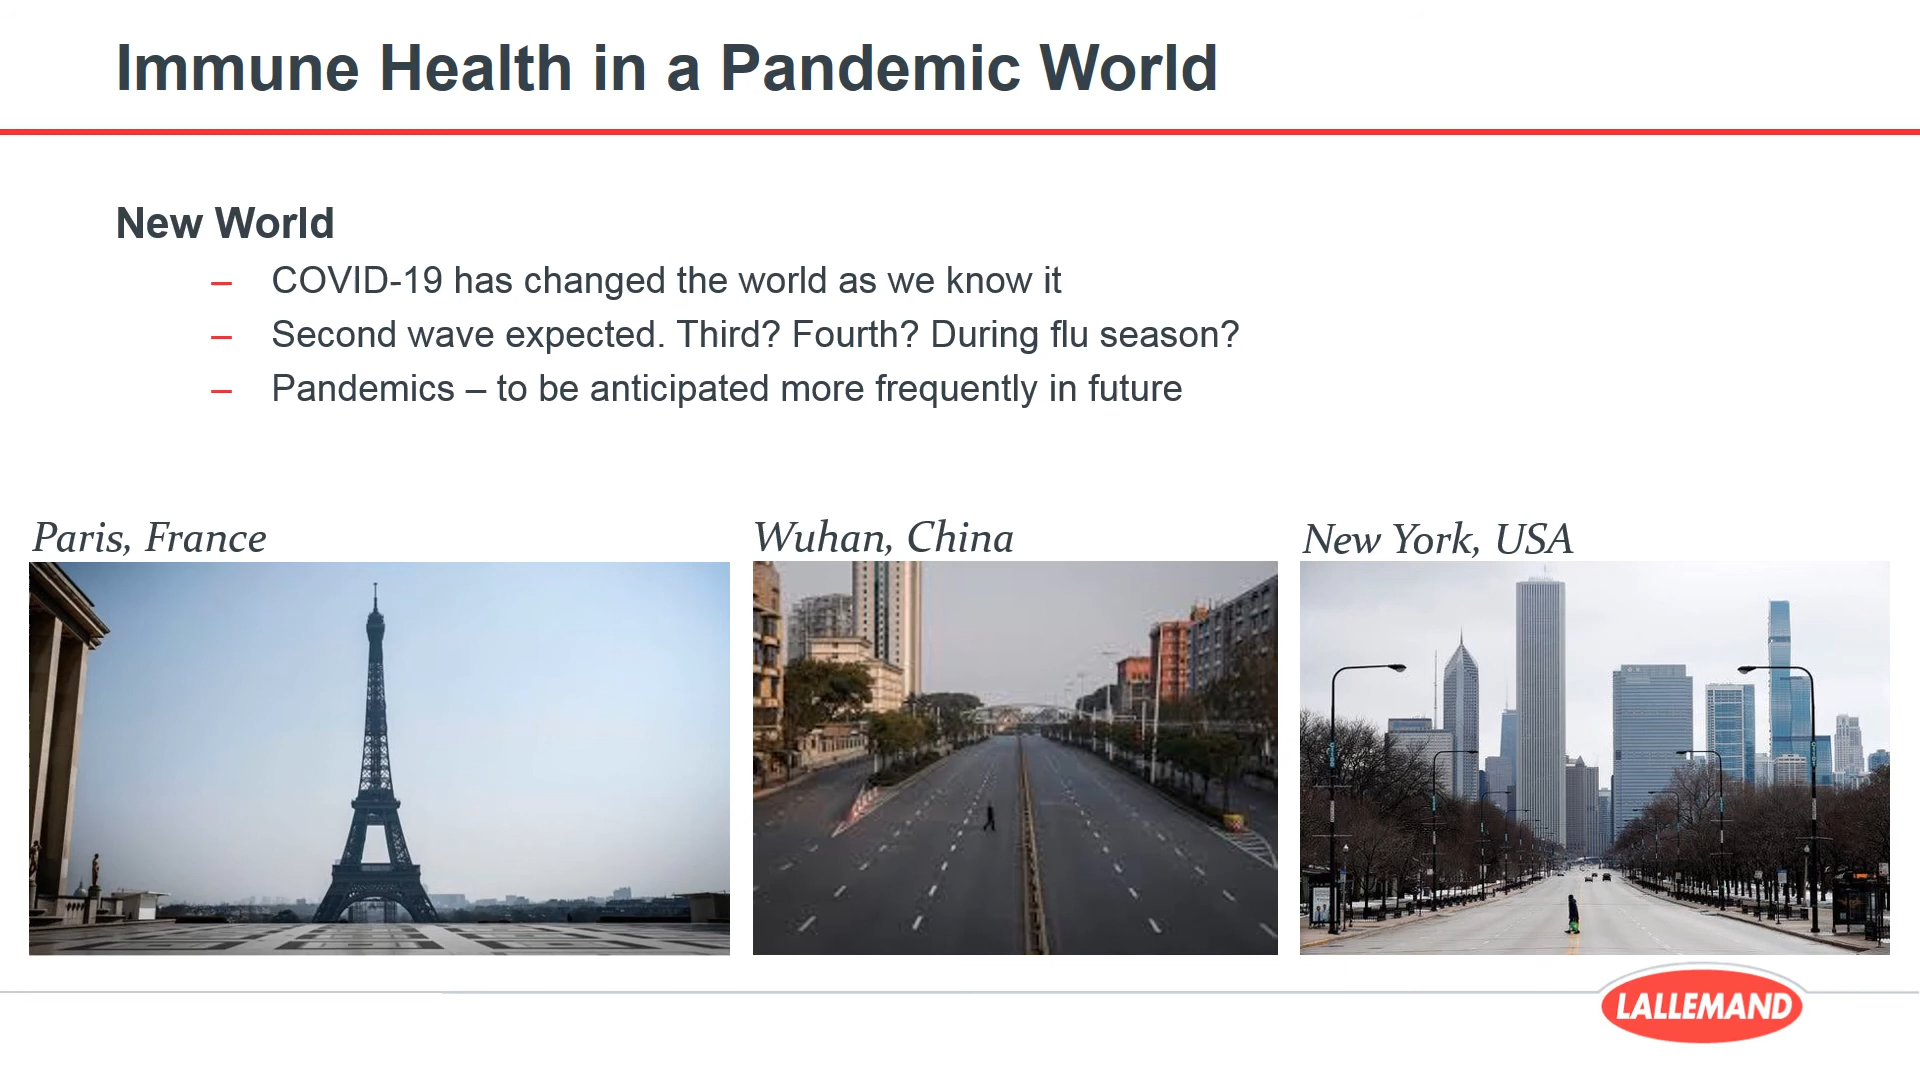 Immune Health in a Pandemic World
New World
– COVID-19 has changed the world as we know it
– Second wave expected. Third? Fourth? During flu season?
– Pandemics – to be anticipated more frequently in future
Paris, France
Wuhan, China
New York, USA
LALLEMAND